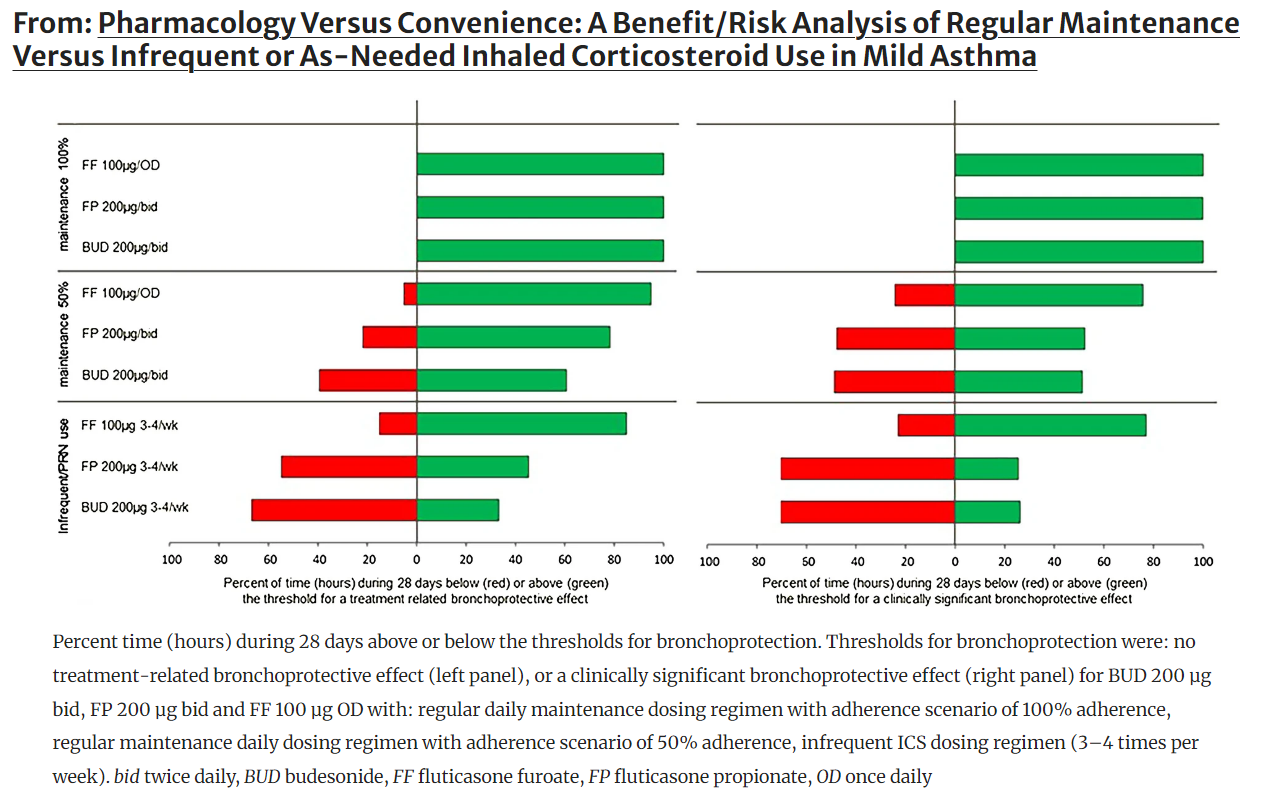 From: Pharmacology Versus Convenience: A Benefit/Risk Analysis of Regular Maintenance
Versus Infrequent or As-Needed Inhaled Corticosteroid Use in Mild Asthma
maintenance 100%
FF 100µg/OD
FP 200µg/bid
BUD 200µg/bid
maintenance 50%
FF 100µg/OD
FP 200µg/bid
BUD 200µg/bid
Infrequent/PRN use
FF 100µg 3-4/wk
FP 200µg 3-4/wk
BUD 200µg 3-4/wk
100 80 60 40 20 0 20 40 60 80 100
Percent of time (hours) during 28 days below (red) or above (green)
the threshold for a treatment related bronchoprotective effect
100 80 60 40 20 0 20 40 60 80 100
Percent of time (hours) during 28 days below (red) or above (green)
the threshold for a clinically significant bronchoprotective effect
Percent time (hours) during 28 days above or below the thresholds for bronchoprotection. Thresholds for bronchoprotection were: no
treatment-related bronchoprotective effect (left panel), or a clinically significant bronchoprotective effect (right panel) for BUD 200 µg
bid, FP 200 µg bid and FF 100 µg OD with: regular daily maintenance dosing regimen with adherence scenario of 100% adherence,
regular maintenance daily dosing regimen with adherence scenario of 50% adherence, infrequent ICS dosing regimen (3–4 times per
week). bid twice daily, BUD budesonide, FF fluticasone furoate, FP fluticasone propionate, OD once daily